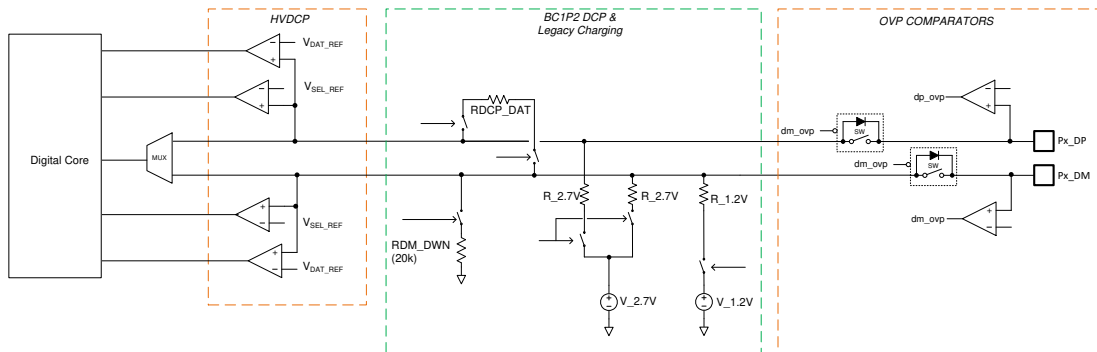 HVDCP
BC1P2 DCP &
Legacy Charging
OVP COMPARATORS
Digital Core
MUX
−
+
VDAT_REF
−
+
VSEL_REF
+
−
VSEL_REF
+
−
VDAT_REF
RDCP_DAT
RDM_DWN
(20k)
R_2.7V
R_2.7V
R_1.2V
+
−
V_2.7V
+
−
V_1.2V
dm_ovp
SW
dm_ovp
SW
dp_ovp
−
+
Px_DP
Px_DM
dm_ovp
+
−